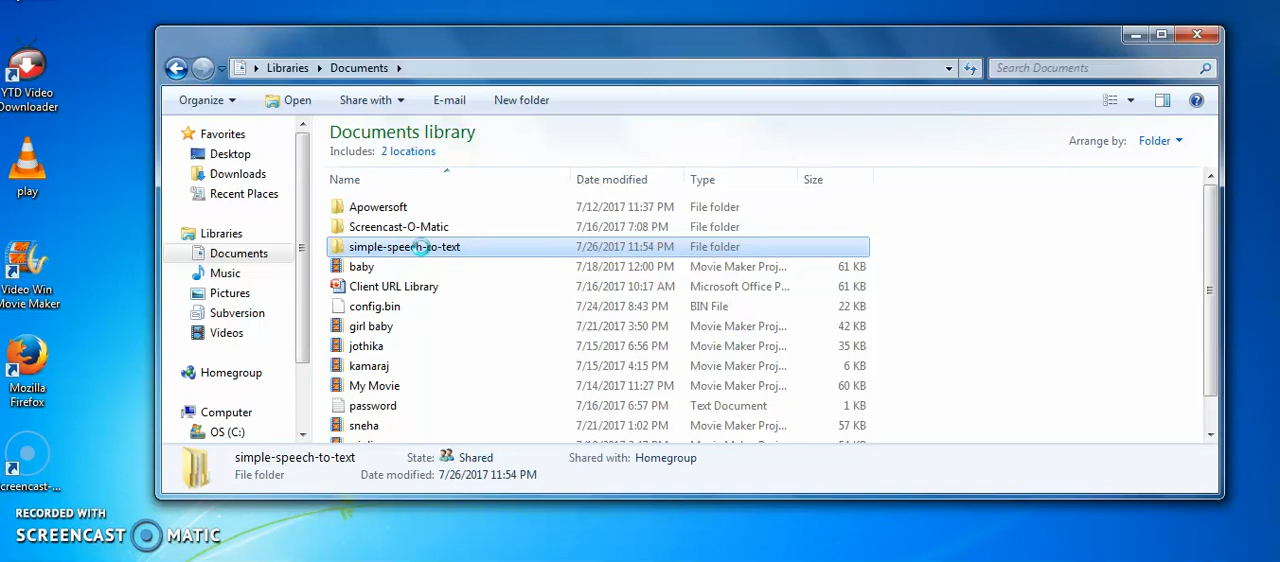 YTD Video
Downloader
play
Video Win
Movie Maker
Mozilla
Firefox
Screencast-...
Libraries Documents
Search Documents
Organize Open Share with E-mail New folder
Favorites
Desktop
Downloads
Recent Places
Libraries
Documents
Music
Pictures
Subversion
Videos
Homegroup
Computer
OS (C:)
Documents library
Includes: 2 locations
Arrange by: Folder
Name Date modified Type Size
Apowersoft 7/12/2017 11:37 PM File folder
Screencast-O-Matic 7/16/2017 7:08 PM File folder
simple-speech-to-text 7/26/2017 11:54 PM File folder
baby 7/18/2017 12:00 PM Movie Maker Proj... 61 KB
Client URL Library 7/16/2017 10:17 AM Microsoft Office P... 61 KB
config.bin 7/24/2017 8:43 PM BIN File 22 KB
girl baby 7/21/2017 3:50 PM Movie Maker Proj... 42 KB
jothika 7/15/2017 6:56 PM Movie Maker Proj... 35 KB
kamaraj 7/15/2017 4:15 PM Movie Maker Proj... 6 KB
My Movie 7/14/2017 11:27 PM Movie Maker Proj... 60 KB
password 7/16/2017 6:57 PM Text Document 1 KB
sneha 7/21/2017 1:02 PM Movie Maker Proj... 57 KB
simple-speech-to-text State: Shared Shared with: Homegroup
File folder Date modified: 7/26/2017 11:54 PM
RECORDED WITH
SCREENCAST MATIC